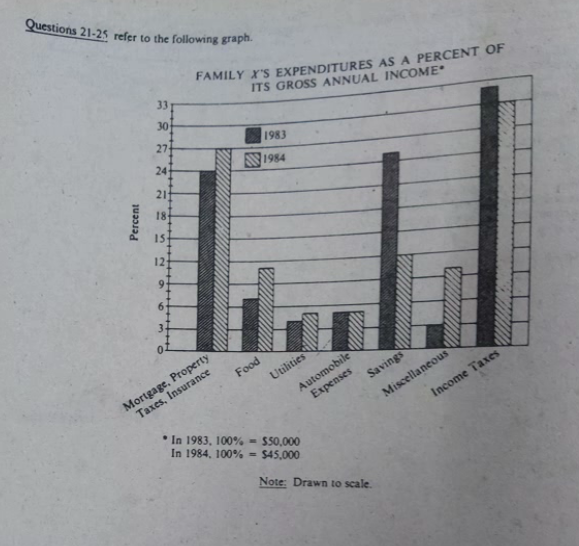 Questions 21-25 refer to the following graph.
FAMILY X'S EXPENDITURES AS A PERCENT OF
ITS GROSS ANNUAL INCOME*
33
30
27
24
21
18
15
12
9
6
3
0
Percent
1983
1984
Mortgage, Property
Taxes, Insurance
Food
Utilities
Automobile
Expenses
Savings
Miscellaneous
Income Taxes
* In 1983, 100% = $50,000
In 1984, 100% = $45,000
Note: Drawn to scale.